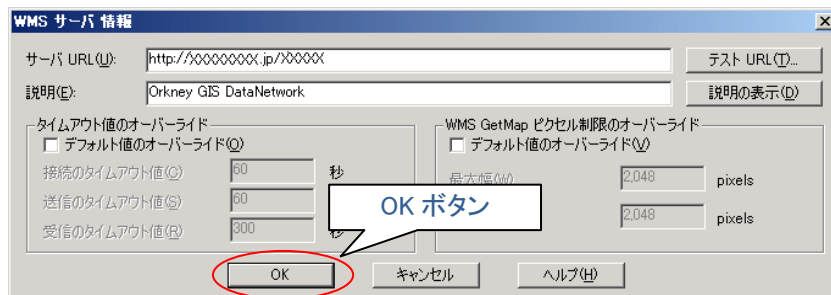 WMS サーバ 情報
サーバ URL(U): http://XXXXXXXX.jp/XXXXX テスト URL(T)...
説明(E): Orkney GIS DataNetwork 説明の表示(D)
タイムアウト値のオーバーライド
デフォルト値のオーバーライド(O)
接続のタイムアウト値(C) 60 秒
送信のタイムアウト値(S) 60
受信のタイムアウト値(R) 300 秒
WMS GetMap ピクセル制限のオーバーライド
デフォルト値のオーバーライド(V)
最大幅(W) 2,048 pixels
2,048 pixels
OK ボタン
OK キャンセル ヘルプ(H)